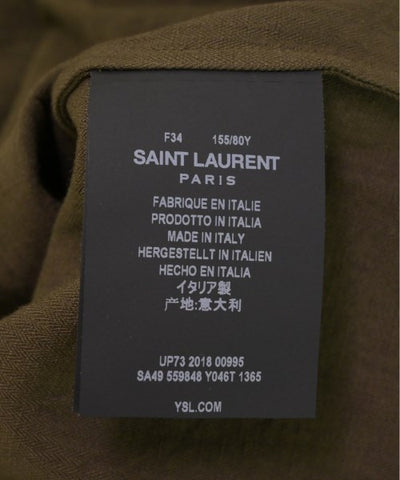 F34 155/80Y
SAINT LAURENT
PARIS
FABRIQUE EN ITALIE
PRODOTTO IN ITALIA
MADE IN ITALY
HERGESTELLT IN ITALIEN
HECHO EN ITALIA
イタリア製
产地:意大利
UP73 2018 00995
SA49 559848 Y046T 1365
YSL.COM